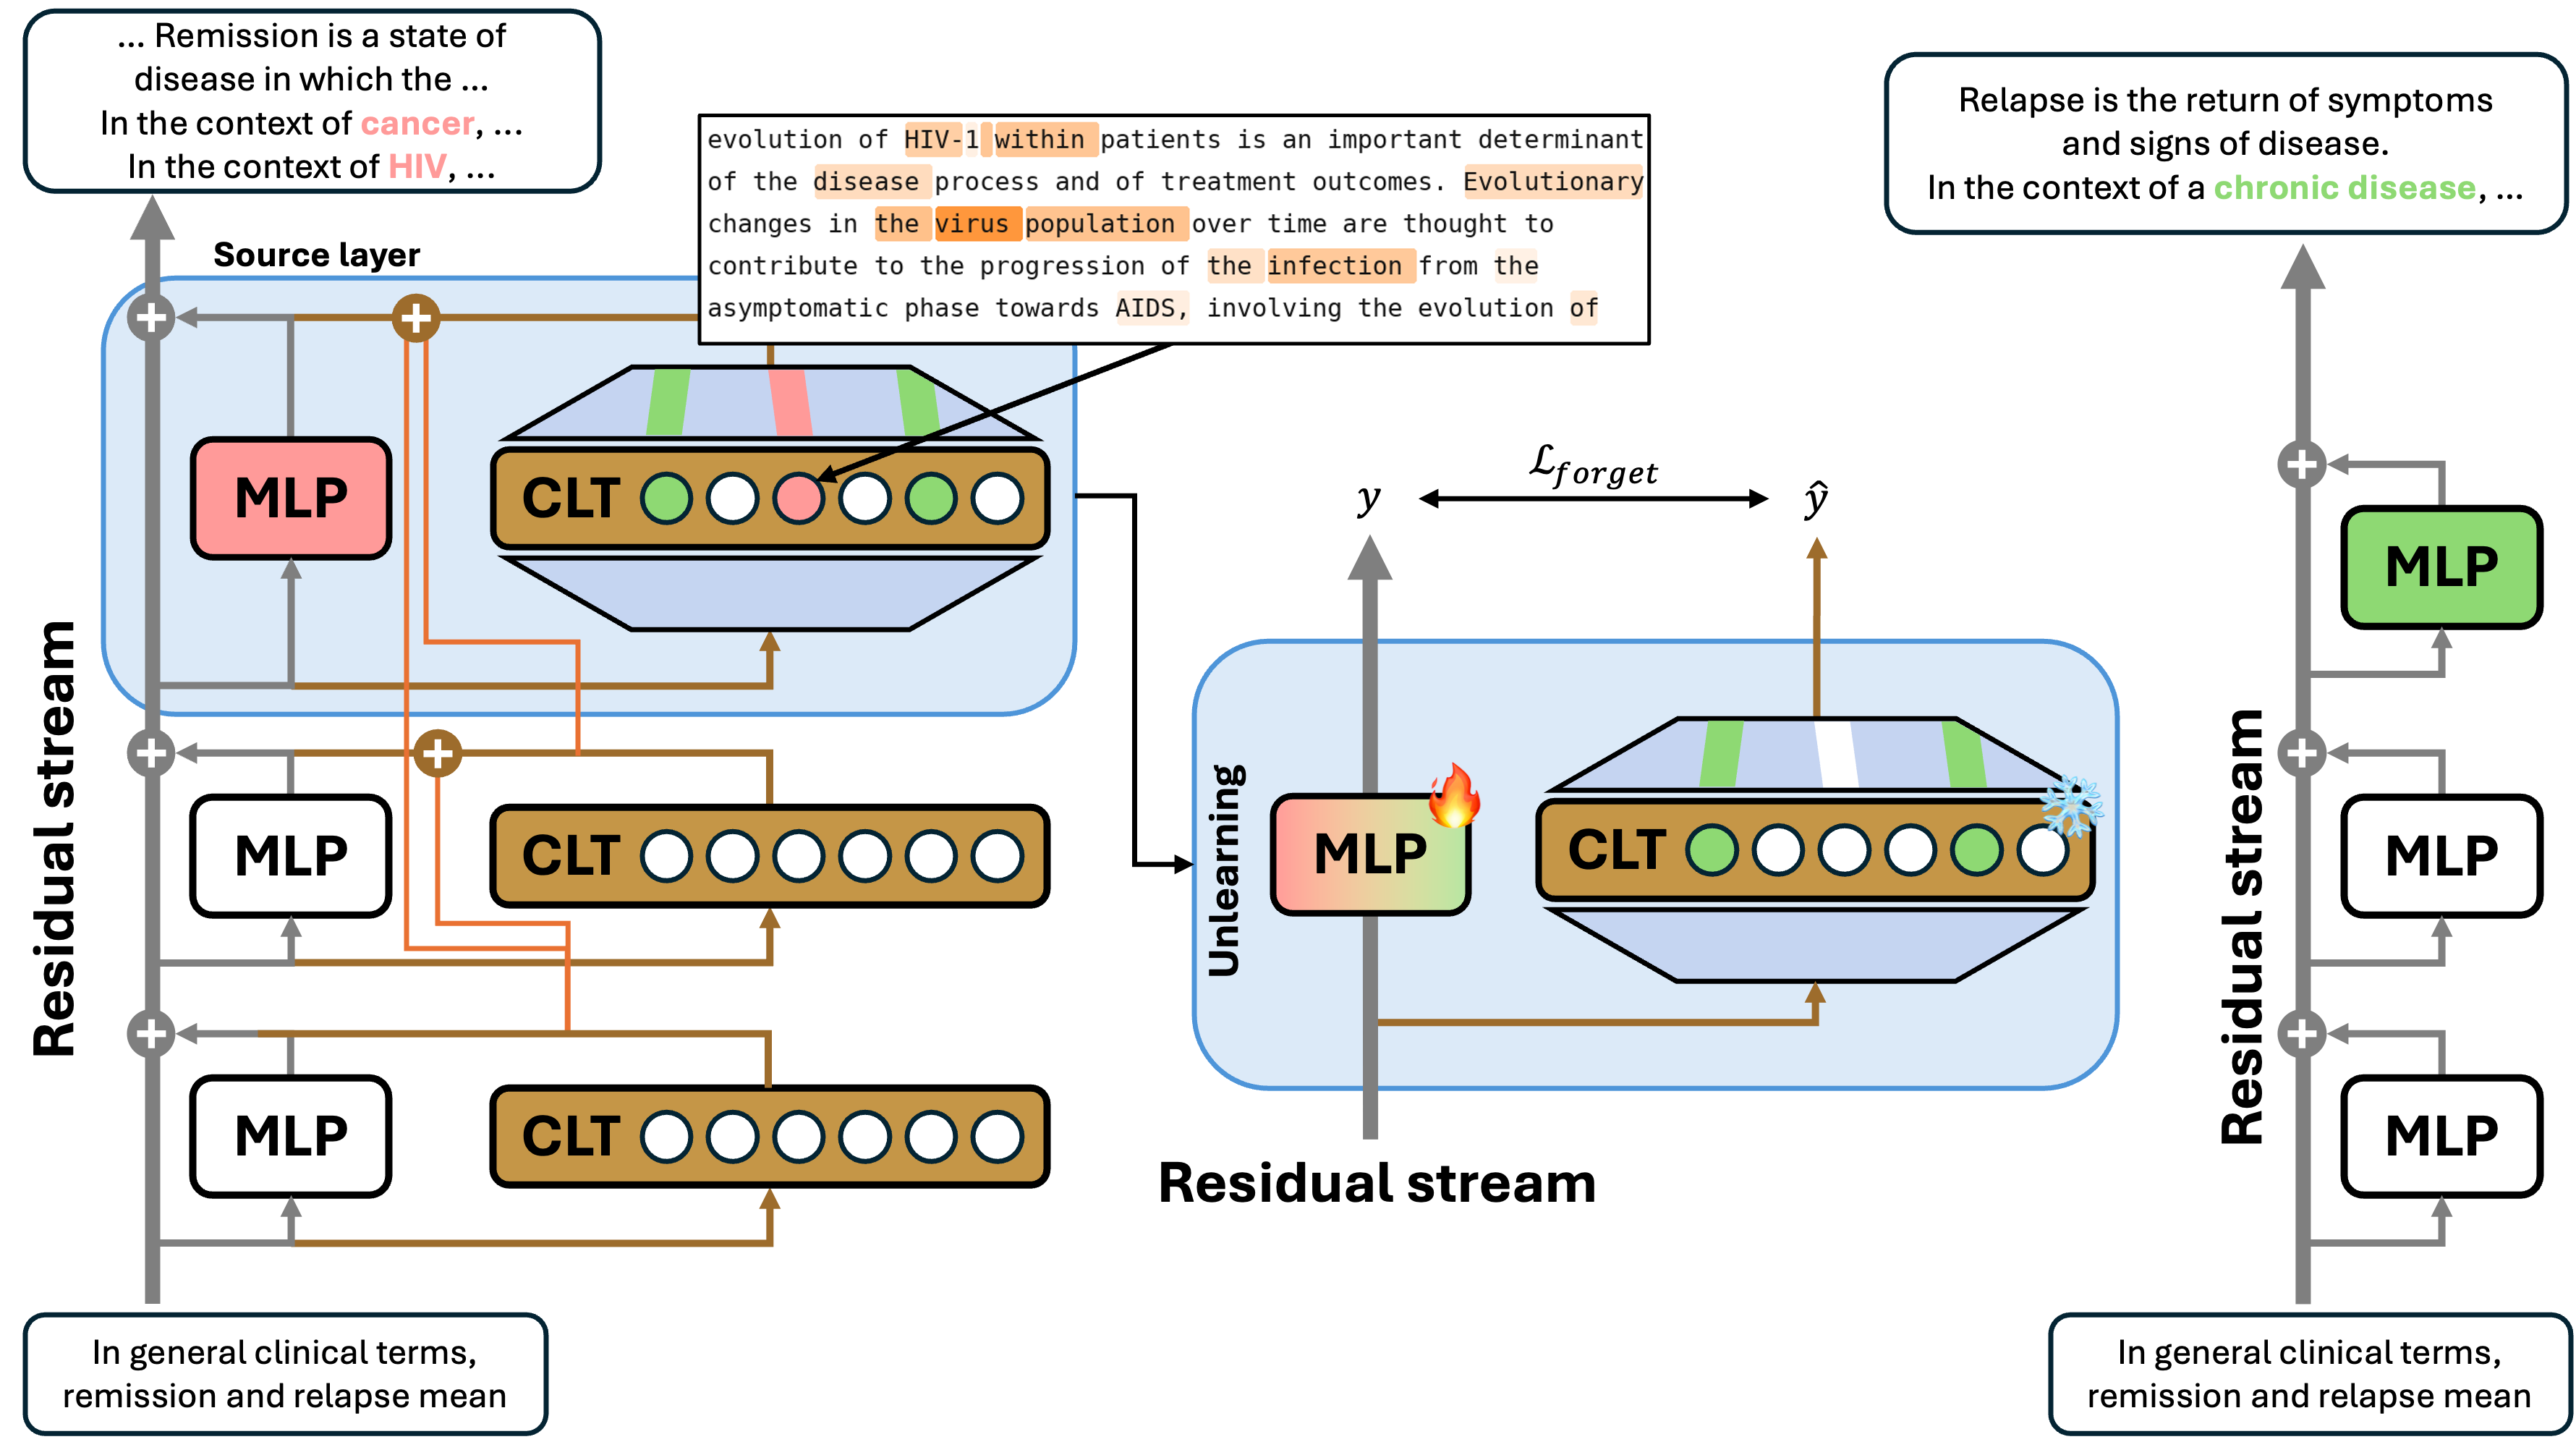 ... Remission is a state of
disease in which the ...
In the context of cancer, ...
In the context of HIV, ...
Source layer
evolution of HIV-1 within patients is an important determinant
of the disease process and of treatment outcomes. Evolutionary
changes in the virus population over time are thought to
contribute to the progression of the infection from the
asymptomatic phase towards AIDS, involving the evolution of
MLP
CLT
MLP
CLT
MLP
CLT
Residual stream
In general clinical terms,
remission and relapse mean
y
ℒforget
ŷ
Unlearning
MLP
CLT
Residual stream
Relapse is the return of symptoms
and signs of disease.
In the context of a chronic disease, ...
MLP
MLP
MLP
Residual stream
In general clinical terms,
remission and relapse mean